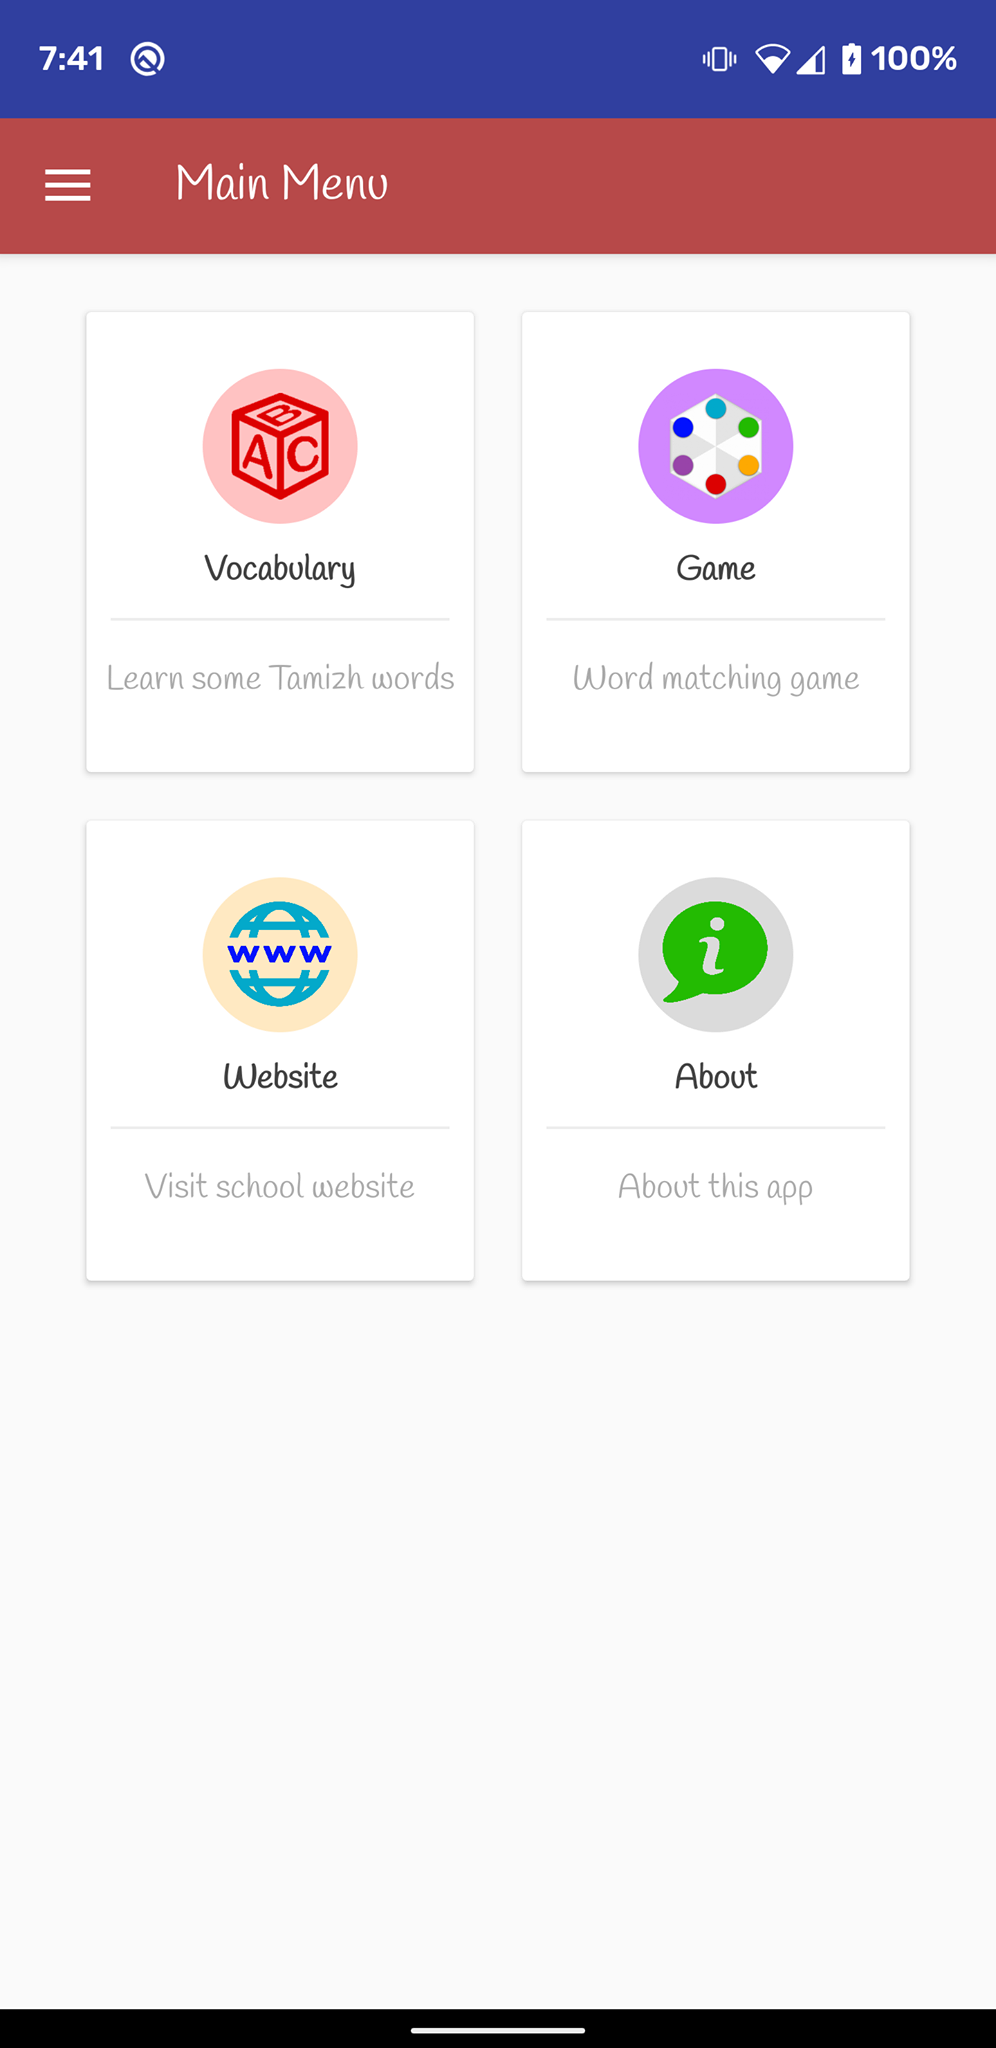 7:41 100%
Main Menu
B
A C
Vocabulary
Learn some Tamizh words
Game
Word matching game
www
Website
Visit school website
i
About
About this app